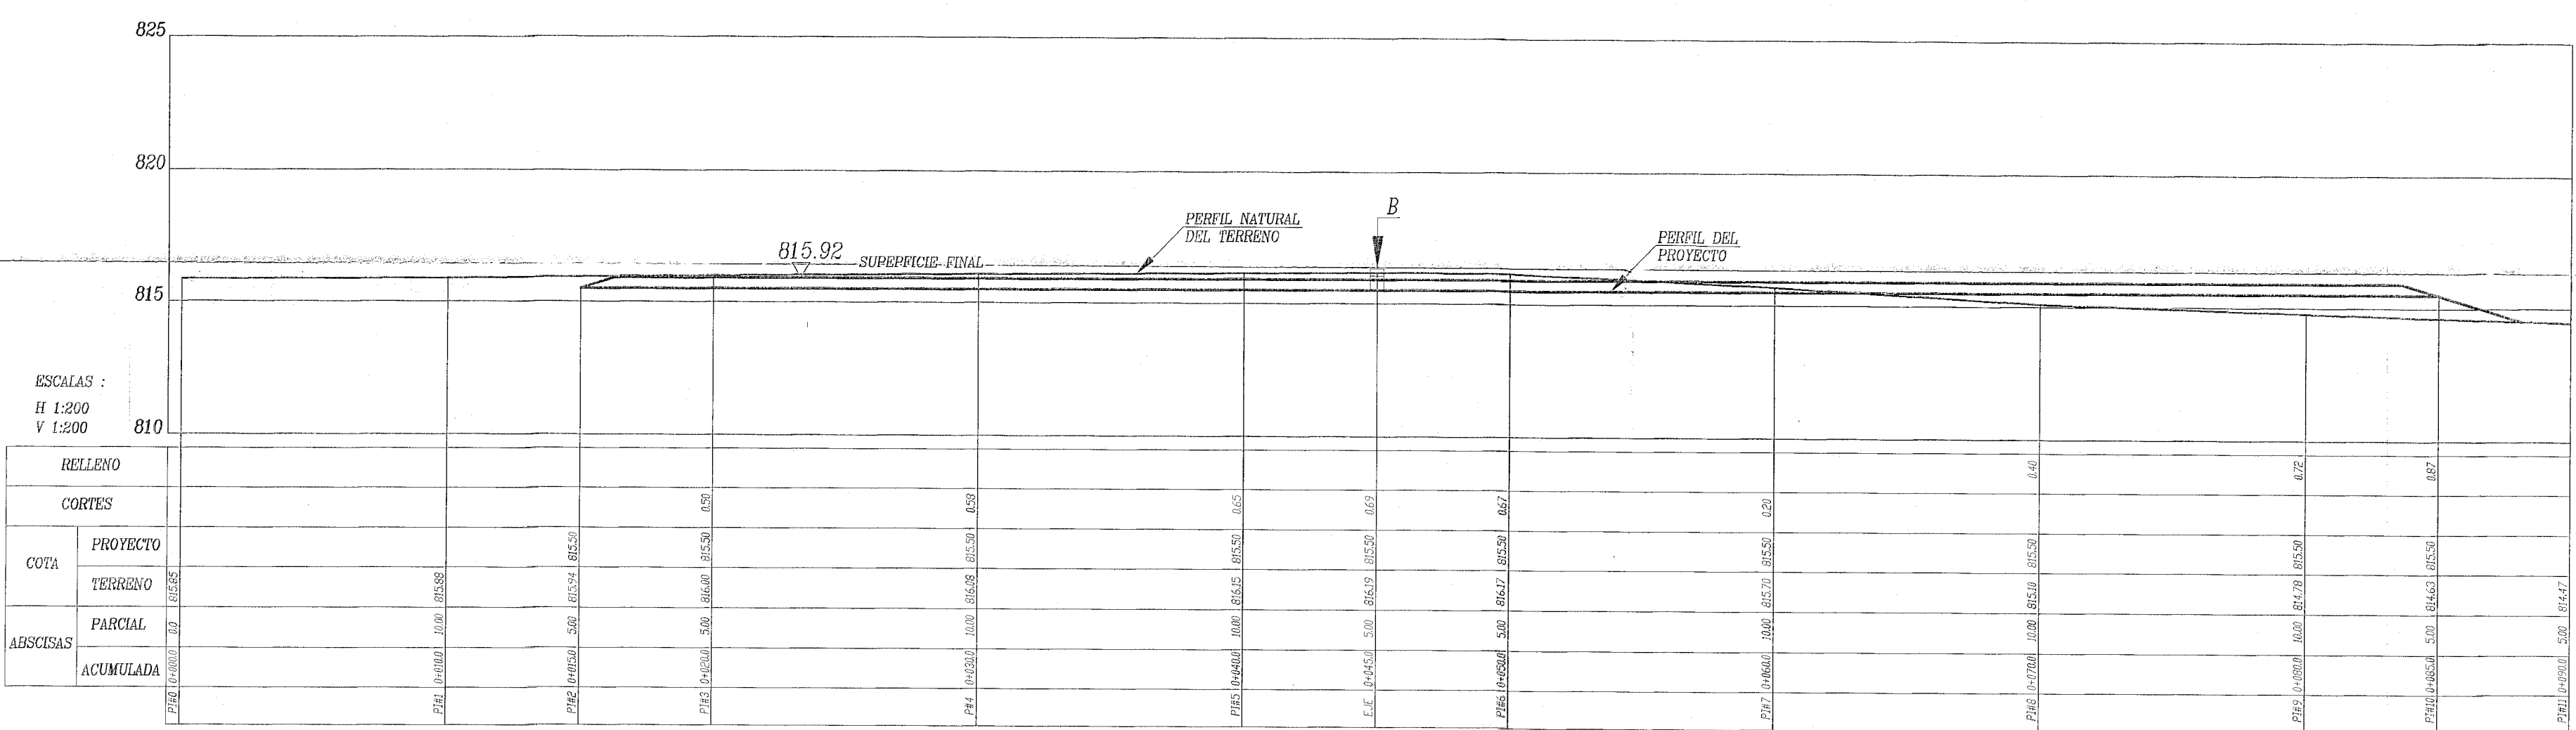 825
820
815
810
815.92
SUPEPFICIE FINAL
PERFIL NATURAL
DEL TERRENO
B
PERFIL DEL
PROYECTO
ESCALAS :
H 1:200
V 1:200
RELLENO
0.40
0.72
0.87
CORTES
0.50
0.58
0.65
0.69
0.67
0.20
COTA
PROYECTO
815.50
815.50
815.50
815.50
815.50
815.50
815.50
815.50
815.50
815.50
TERRENO
815.85
815.88
815.94
816.00
816.08
816.15
816.19
816.17
815.70
815.10
814.78
814.63
814.47
ABSCISAS
PARCIAL
0.0
10.00
5.00
5.00
10.00
10.00
5.00
5.00
10.00
10.00
10.00
5.00
5.00
ACUMULADA
0+000.0
0+010.0
0+015.0
0+020.0
0+030.0
0+040.0
0+045.0
0+050.0
0+060.0
0+070.0
0+080.0
0+085.0
0+090.0
PI#0
PI#1
PI#2
PI#3
P#4
PI#5
EJE
PI#6
PI#7
PI#8
PI#9
PI#10
PI#11